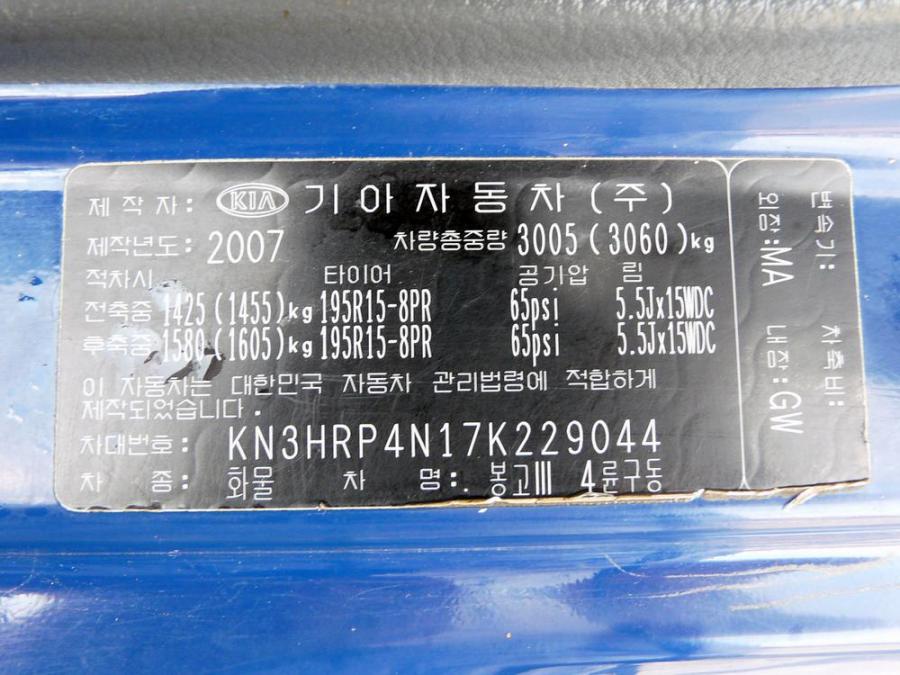 제 작 자: KIA 기아자동차(주)
제작년도: 2007 차량총중량 3005(3060)kg
적차시 타이어 공기압 림
전축중 1425(1455)kg 195R15-8PR 65psi 5.5Jx15WDC
후축중 1580(1605)kg 195R15-8PR 65psi 5.5Jx15WDC
이 자동차는 대한민국 자동차 관리법령에 적합하게
제작되었습니다.
차대번호: KN3HRP4N17K229044
차 종: 화물 차 명: 봉고III 4륜구동
변속기: 차축비:
외장:MA 내장:GW